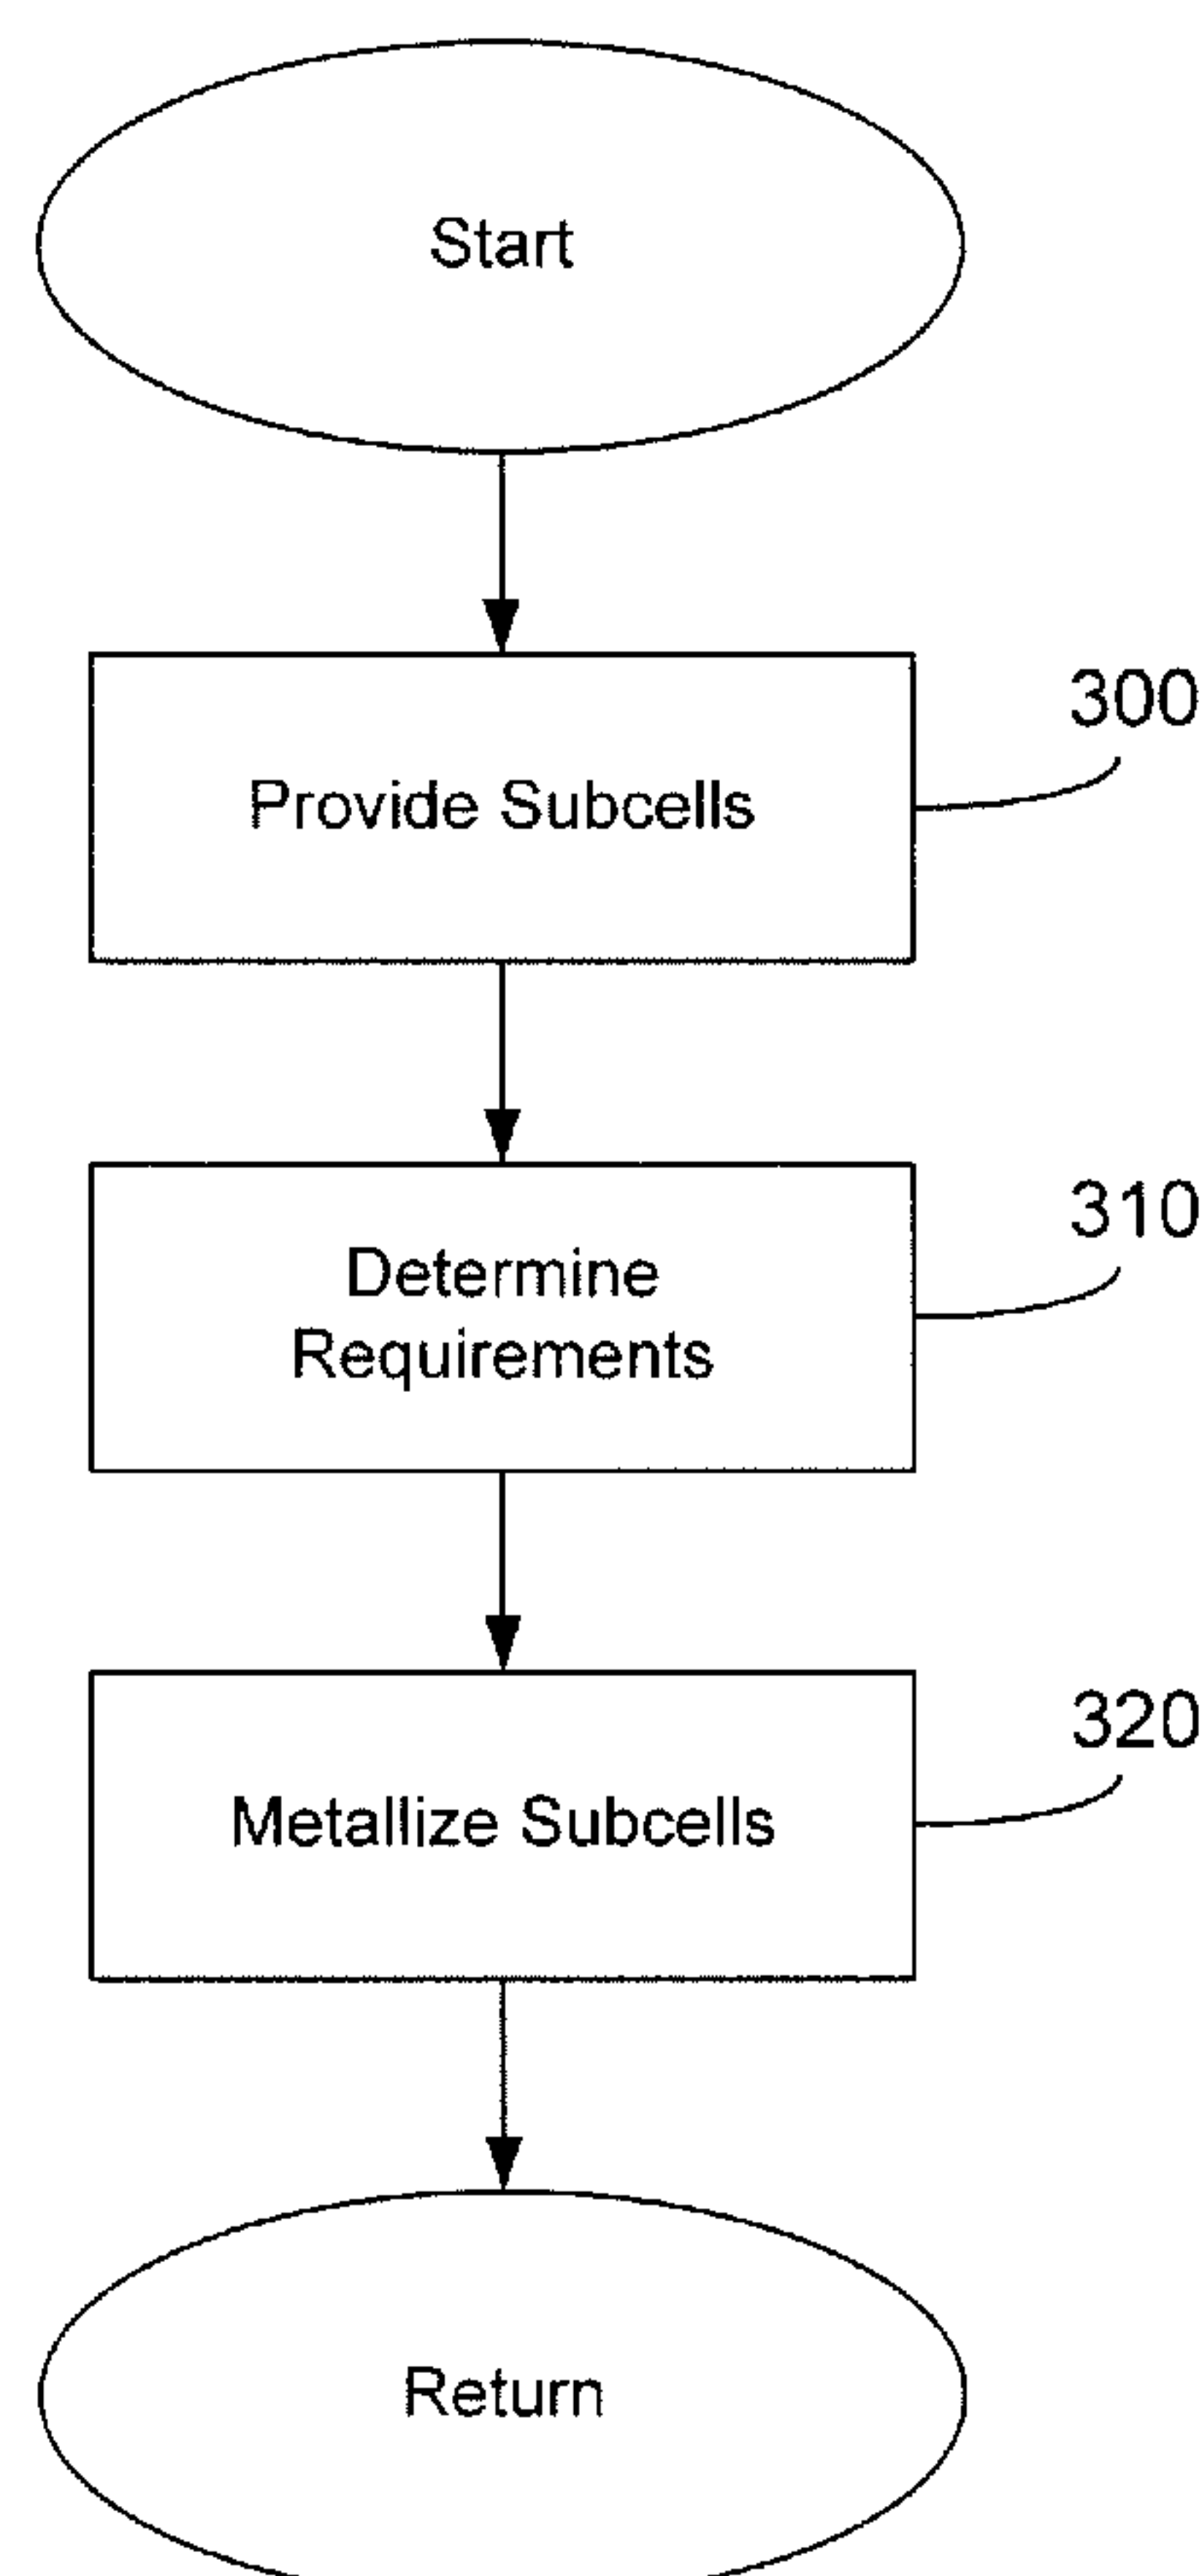 Start
300
Provide Subcells
310
Determine
Requirements
320
Metallize Subcells
Return